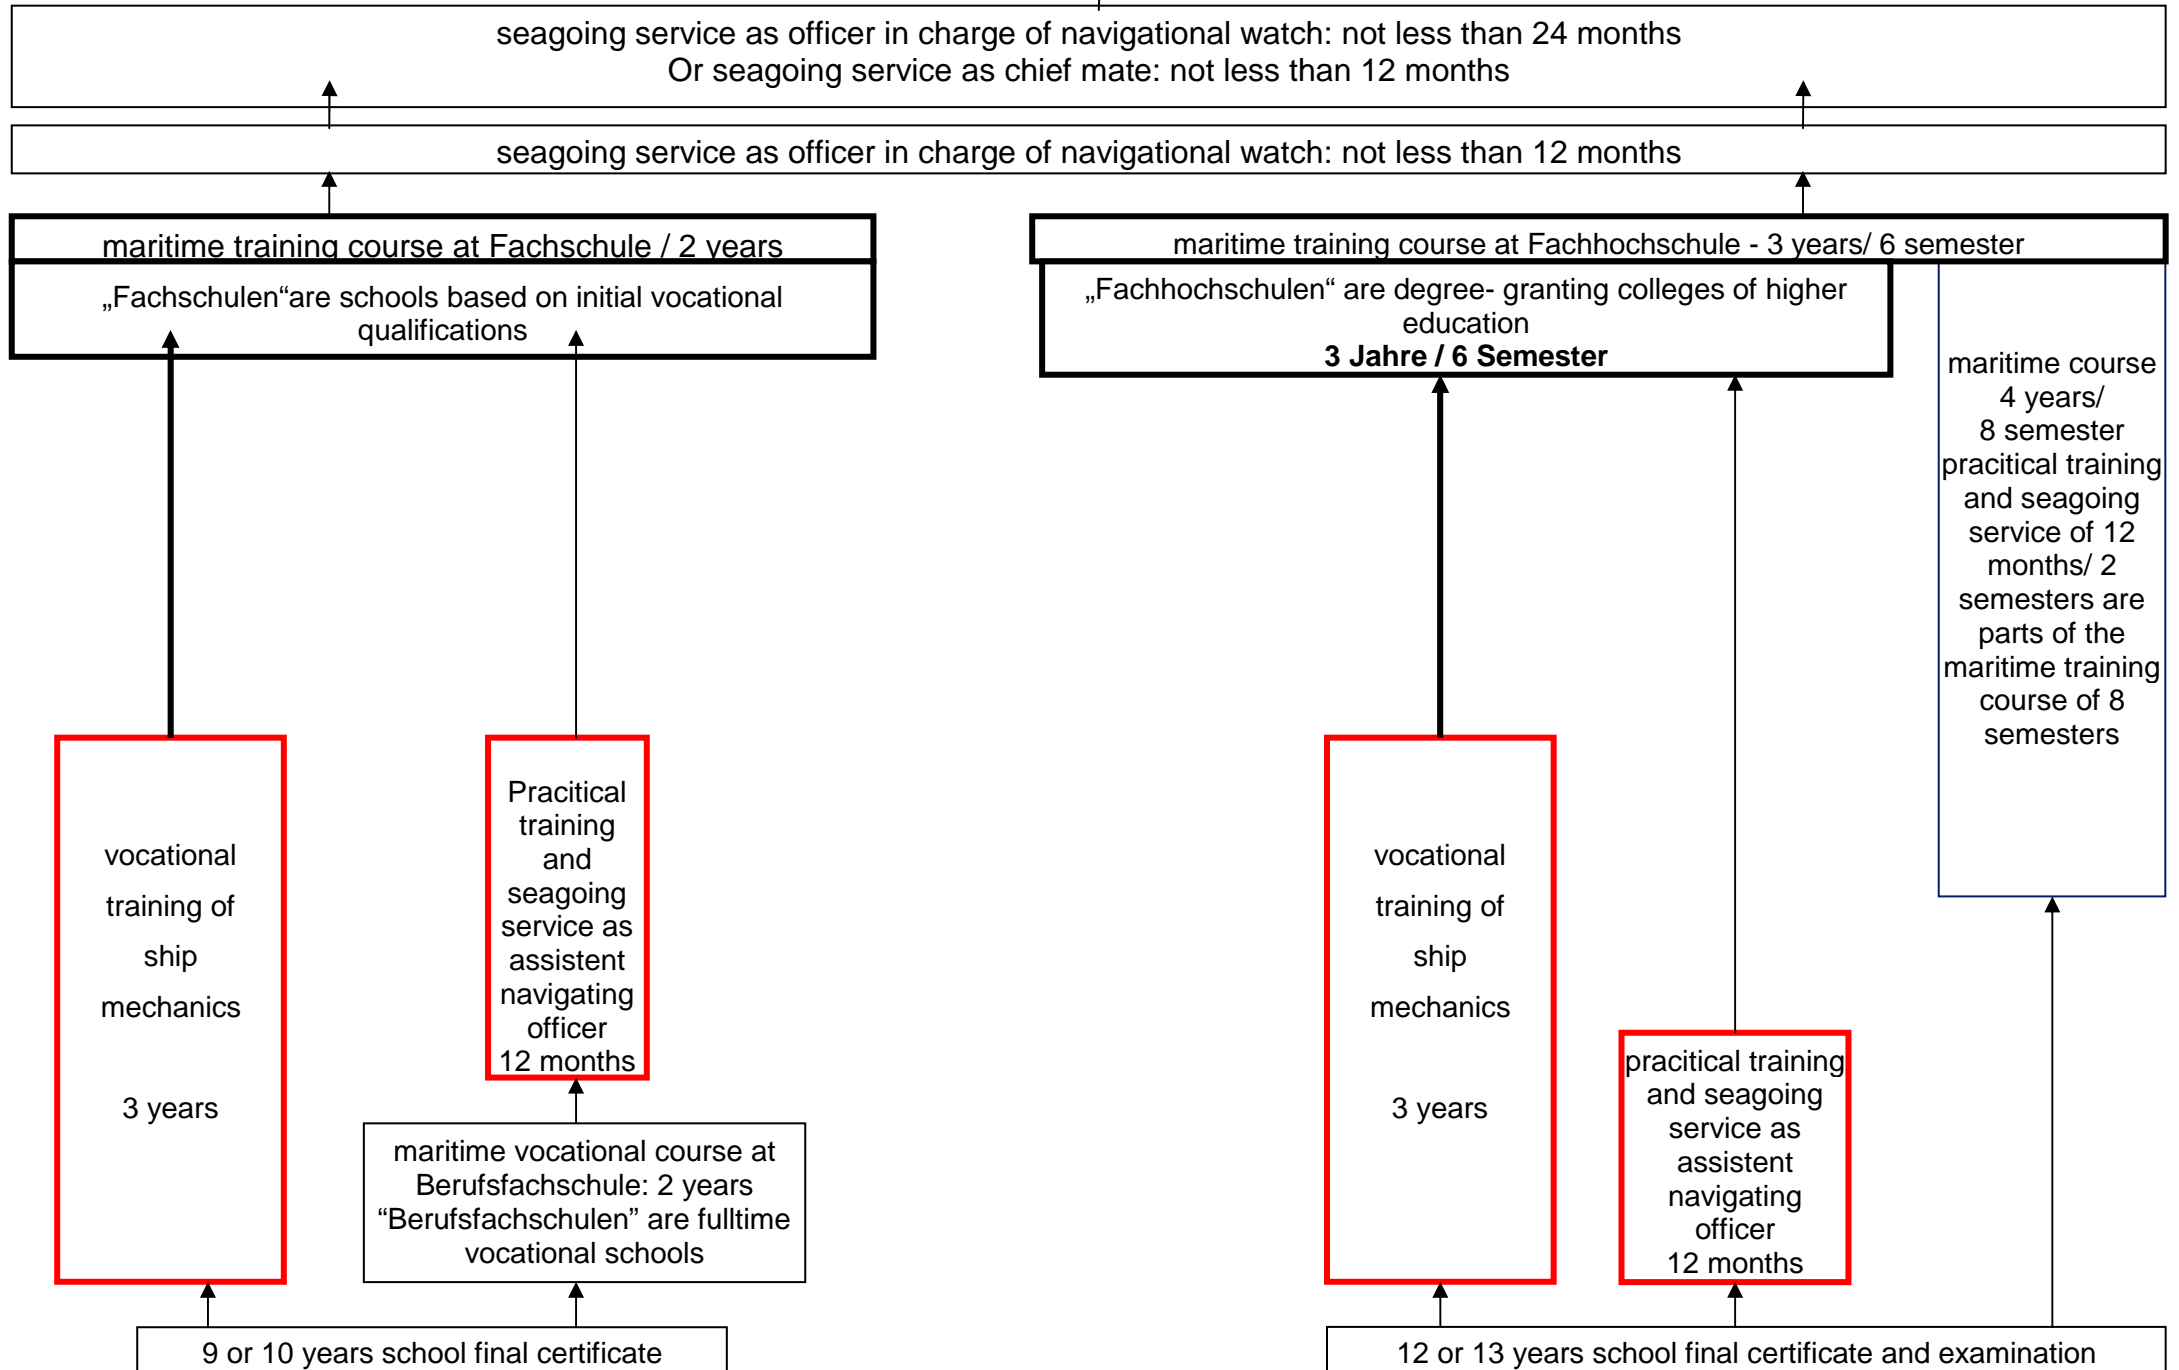 seagoing service as officer in charge of navigational watch: not less than 24 months
Or seagoing service as chief mate: not less than 12 months
seagoing service as officer in charge of navigational watch: not less than 12 months
maritime training course at Fachschule / 2 years
„Fachschulen“are schools based on initial vocational
qualifications
maritime training course at Fachhochschule - 3 years/ 6 semester
„Fachhochschulen“ are degree- granting colleges of higher
education
3 Jahre / 6 Semester
maritime course
4 years/
8 semester
pracitical training
and seagoing
service of 12
months/ 2
semesters are
parts of the
maritime training
course of 8
semesters
vocational
training of
ship
mechanics
3 years
Pracitical
training
and
seagoing
service as
assistent
navigating
officer
12 months
maritime vocational course at
Berufsfachschule: 2 years
“Berufsfachschulen” are fulltime
vocational schools
vocational
training of
ship
mechanics
3 years
pracitical training
and seagoing
service as
assistent
navigating
officer
12 months
9 or 10 years school final certificate
12 or 13 years school final certificate and examination